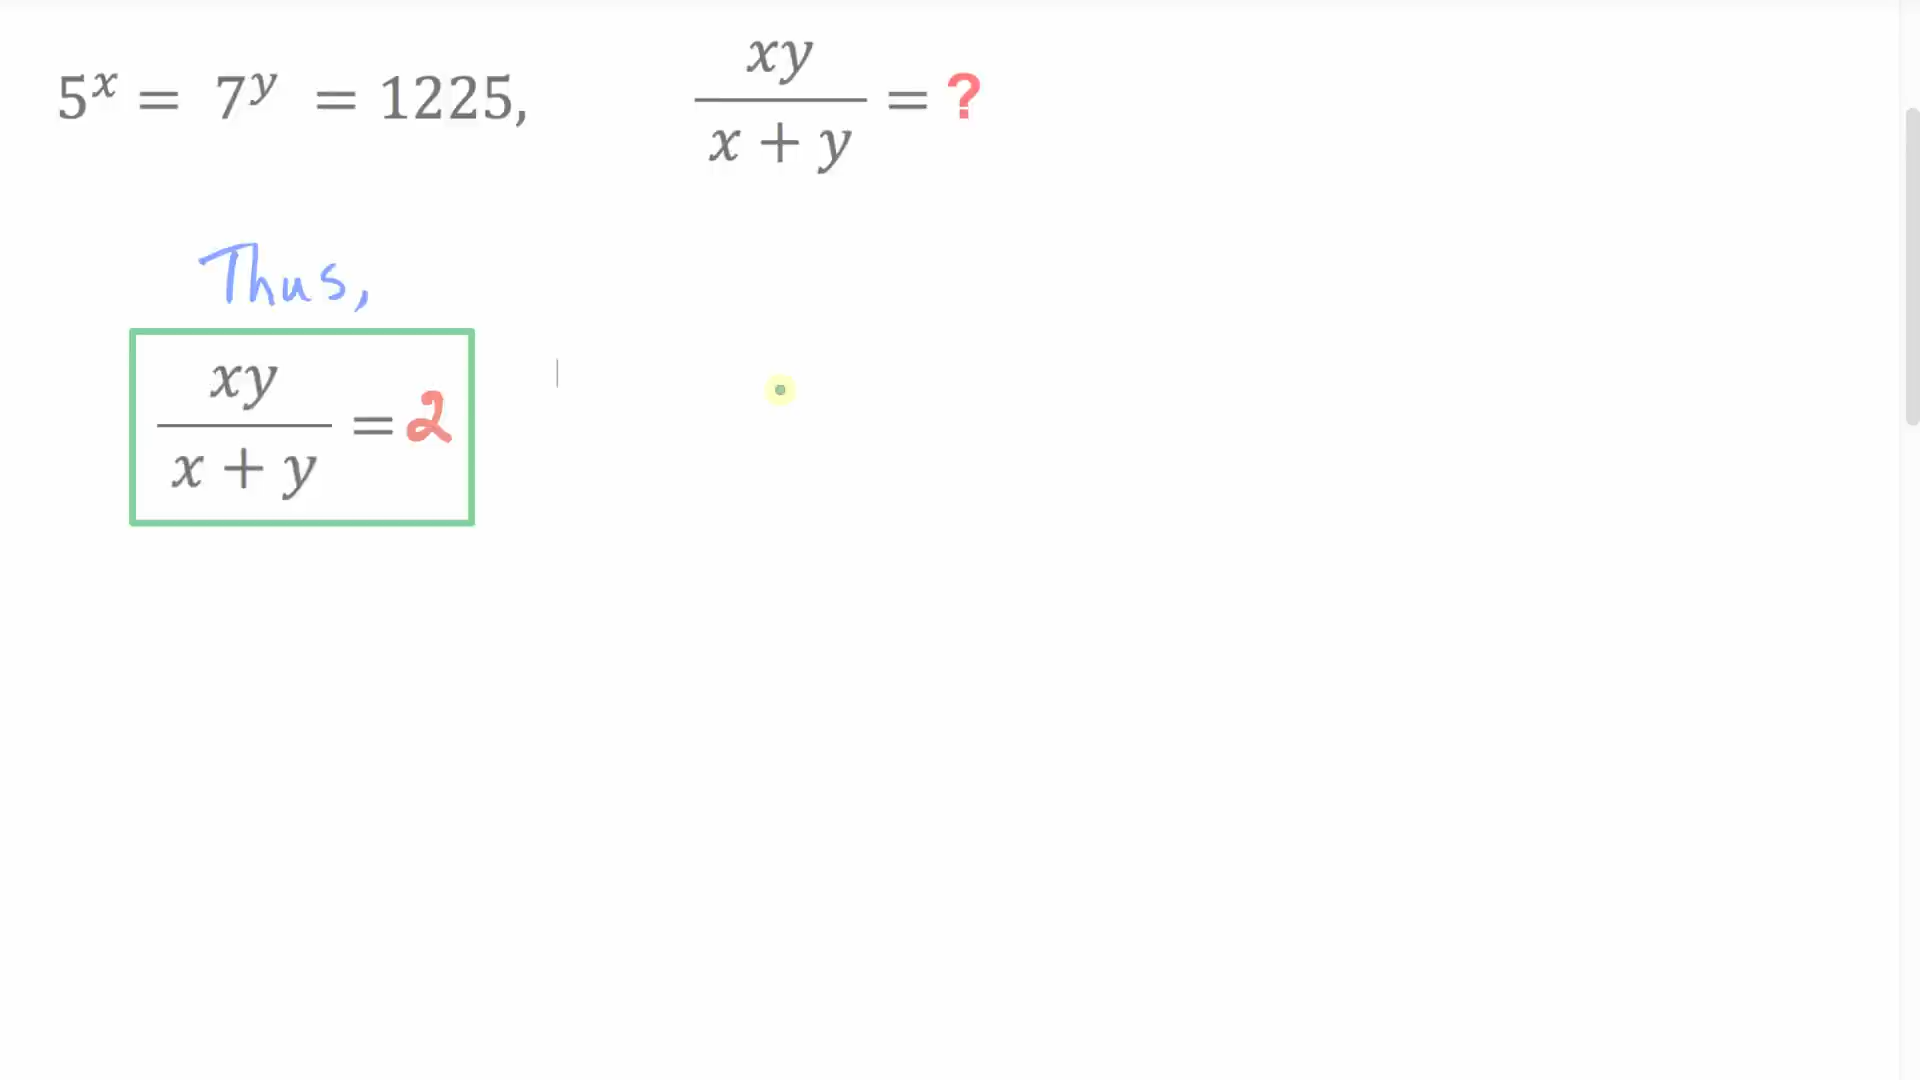 5^x = 7^y = 1225, xy/(x + y) = ?
Thus,
xy/(x + y) = 2